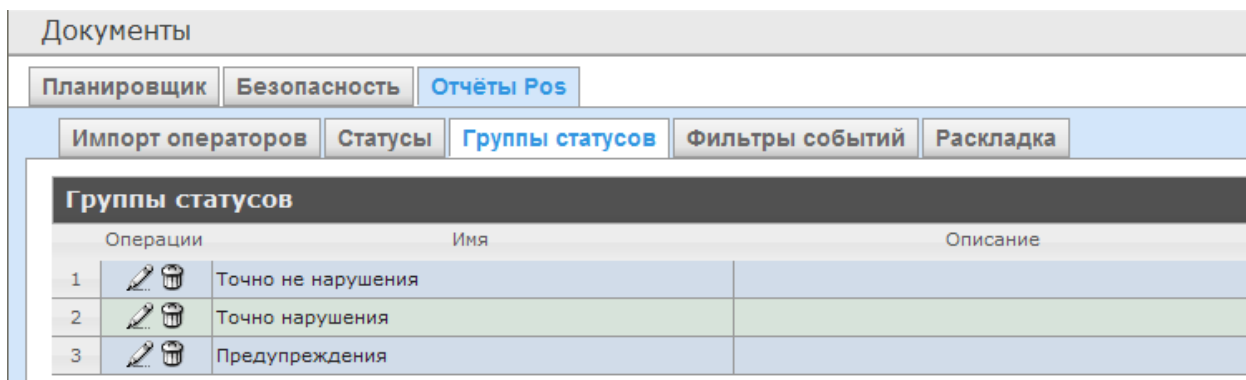 Документы
Планировщик Безопасность Отчёты Pos
Импорт операторов Статусы Группы статусов Фильтры событий Раскладка
Группы статусов
Операции Имя Описание
1 Точно не нарушения
2 Точно нарушения
3 Предупреждения